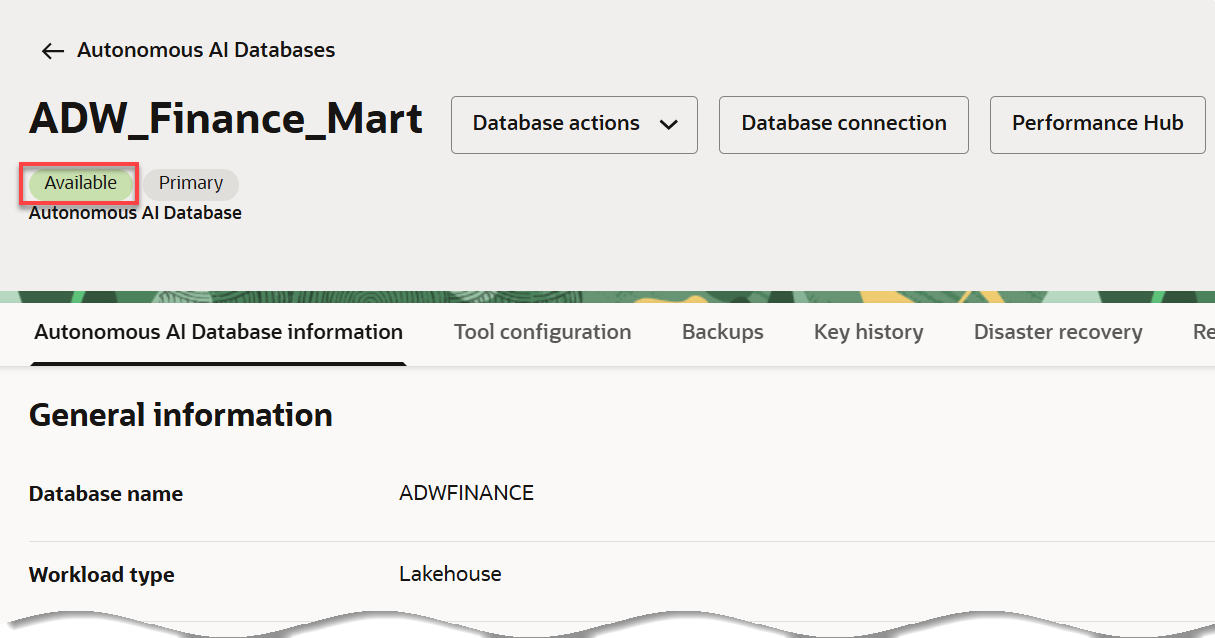 Autonomous AI Databases
ADW_Finance_Mart
Database actions
Database connection
Performance Hub
Available
Primary
Autonomous AI Database
Autonomous AI Database information
Tool configuration
Backups
Key history
Disaster recovery
Re
General information
Database name
ADWFINANCE
Workload type
Lakehouse